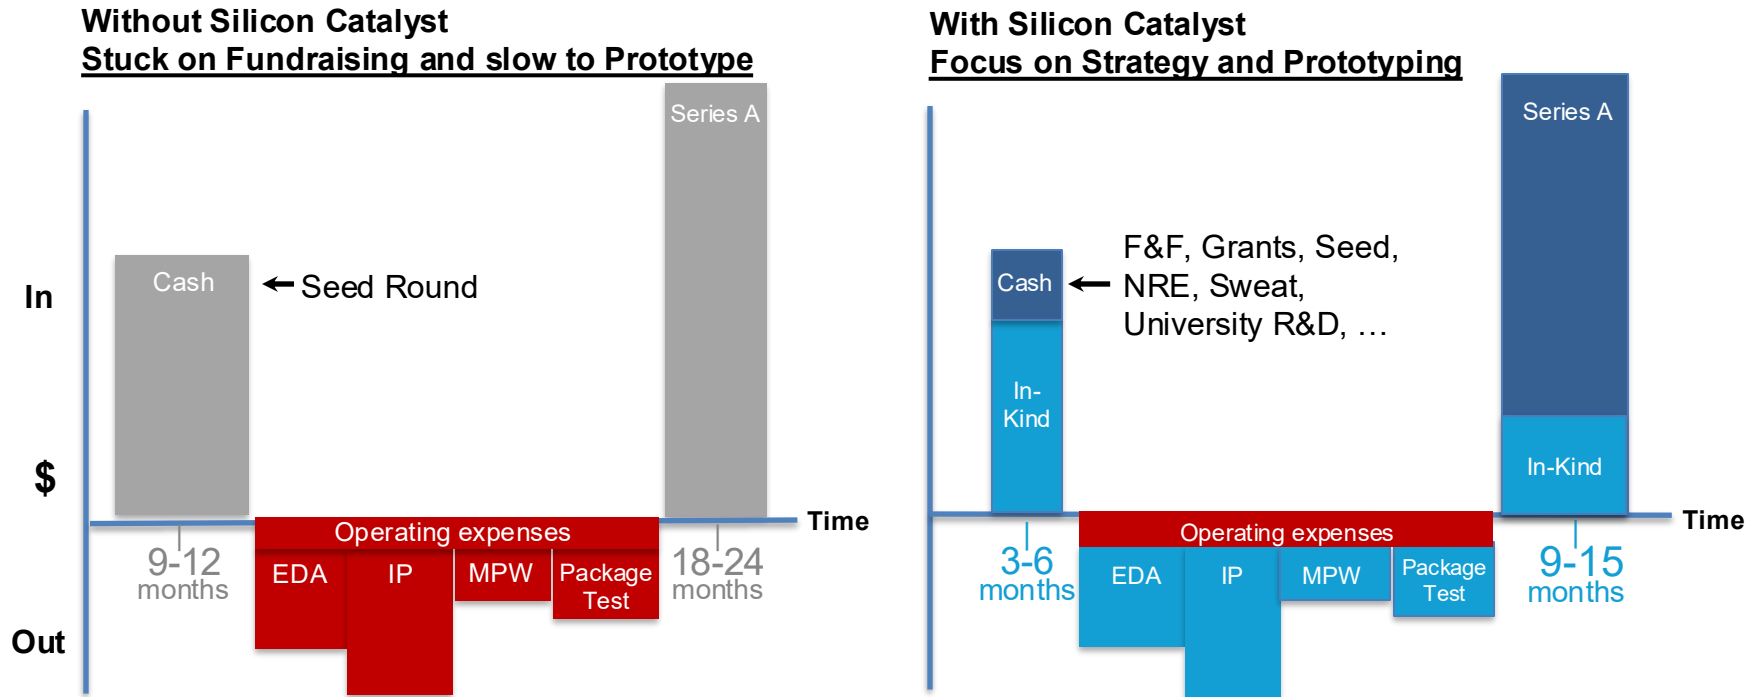 Without Silicon Catalyst
Stuck on Fundraising and slow to Prototype
Series A
Cash
Seed Round
In
$
Out
Time
Operating expenses
9-12
months
EDA
IP
MPW
Package
Test
18-24
months
With Silicon Catalyst
Focus on Strategy and Prototyping
Series A
F&F, Grants, Seed,
NRE, Sweat,
University R&D, …
Cash
In-
Kind
In-Kind
Time
Operating expenses
3-6
months
EDA
IP
MPW
Package
Test
9-15
months